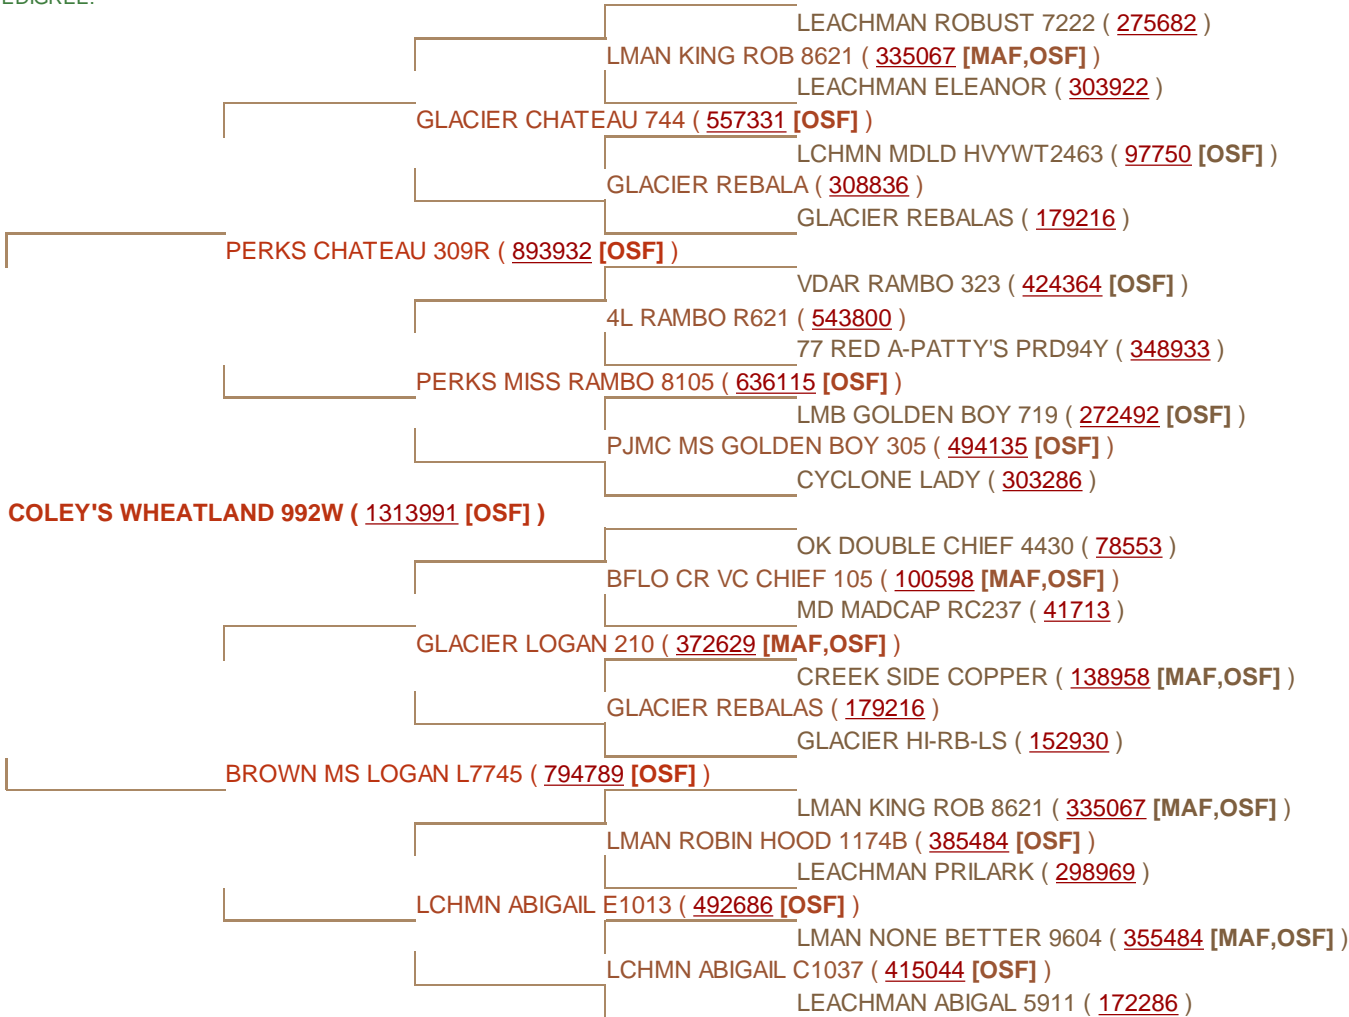 EDIGREE:
LEACHMAN ROBUST 7222 ( 275682 )
LMAN KING ROB 8621 ( 335067 [MAF,OSF] )
LEACHMAN ELEANOR ( 303922 )
GLACIER CHATEAU 744 ( 557331 [OSF] )
LCHMN MDLD HVYWT2463 ( 97750 [OSF] )
GLACIER REBALA ( 308836 )
GLACIER REBALAS ( 179216 )
PERKS CHATEAU 309R ( 893932 [OSF] )
VDAR RAMBO 323 ( 424364 [OSF] )
4L RAMBO R621 ( 543800 )
77 RED A-PATTY'S PRD94Y ( 348933 )
PERKS MISS RAMBO 8105 ( 636115 [OSF] )
LMB GOLDEN BOY 719 ( 272492 [OSF] )
PJMC MS GOLDEN BOY 305 ( 494135 [OSF] )
CYCLONE LADY ( 303286 )
COLEY'S WHEATLAND 992W ( 1313991 [OSF] )
OK DOUBLE CHIEF 4430 ( 78553 )
BFLO CR VC CHIEF 105 ( 100598 [MAF,OSF] )
MD MADCAP RC237 ( 41713 )
GLACIER LOGAN 210 ( 372629 [MAF,OSF] )
CREEK SIDE COPPER ( 138958 [MAF,OSF] )
GLACIER REBALAS ( 179216 )
GLACIER HI-RB-LS ( 152930 )
BROWN MS LOGAN L7745 ( 794789 [OSF] )
LMAN KING ROB 8621 ( 335067 [MAF,OSF] )
LMAN ROBIN HOOD 1174B ( 385484 [OSF] )
LEACHMAN PRILARK ( 298969 )
LCHMN ABIGAIL E1013 ( 492686 [OSF] )
LMAN NONE BETTER 9604 ( 355484 [MAF,OSF] )
LCHMN ABIGAIL C1037 ( 415044 [OSF] )
LEACHMAN ABIGAL 5911 ( 172286 )